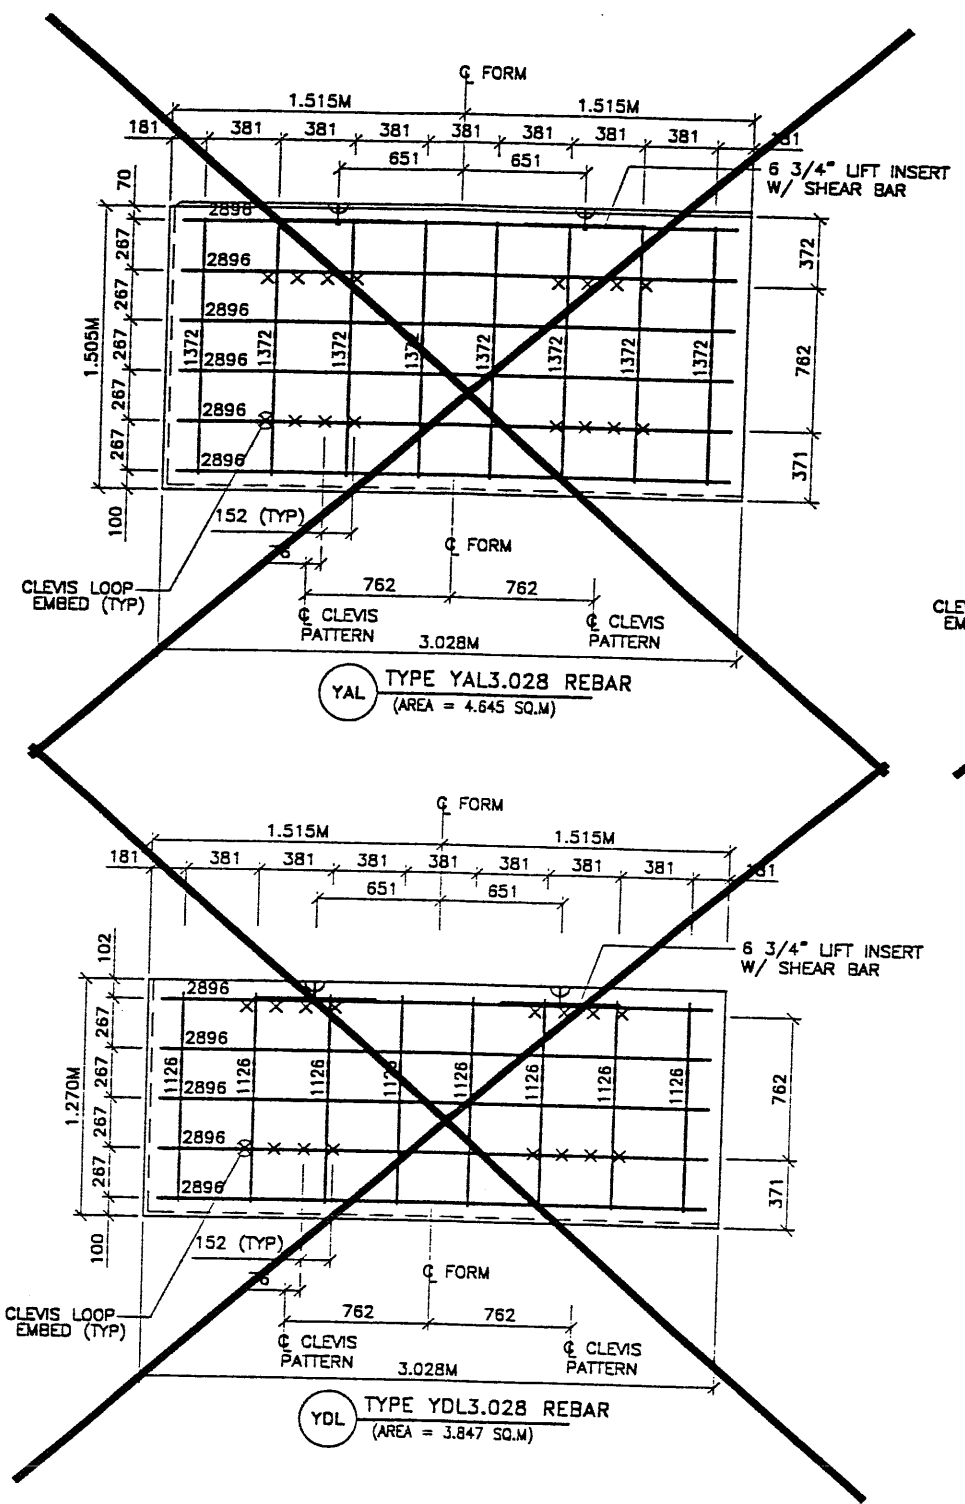 ℄ FORM
1.515M 1.515M
181 381 381 381 381 381 381 381 181
651 651
6 3/4" LIFT INSERT
W/ SHEAR BAR
70
267
267
267
267
267
100
1.505M
2896
2896
2896
2896
2896
2896
1372 1372 1372 1372 1372 1372 1372 1372
372
762
371
152 (TYP)
76
℄ FORM
CLEVIS LOOP
EMBED (TYP)
762 762
℄ CLEVIS
PATTERN
℄ CLEVIS
PATTERN
3.028M
YAL
TYPE YAL3.028 REBAR
(AREA = 4.645 SQ.M)
℄ FORM
1.515M 1.515M
181 381 381 381 381 381 381 381 181
651 651
6 3/4" LIFT INSERT
W/ SHEAR BAR
102
267
267
267
267
100
1.270M
2896
2896
2896
2896
2896
1126 1126 1126 1126 1126 1126 1126 1126
762
371
152 (TYP)
76
℄ FORM
CLEVIS LOOP
EMBED (TYP)
762 762
℄ CLEVIS
PATTERN
℄ CLEVIS
PATTERN
3.028M
YDL
TYPE YDL3.028 REBAR
(AREA = 3.847 SQ.M)